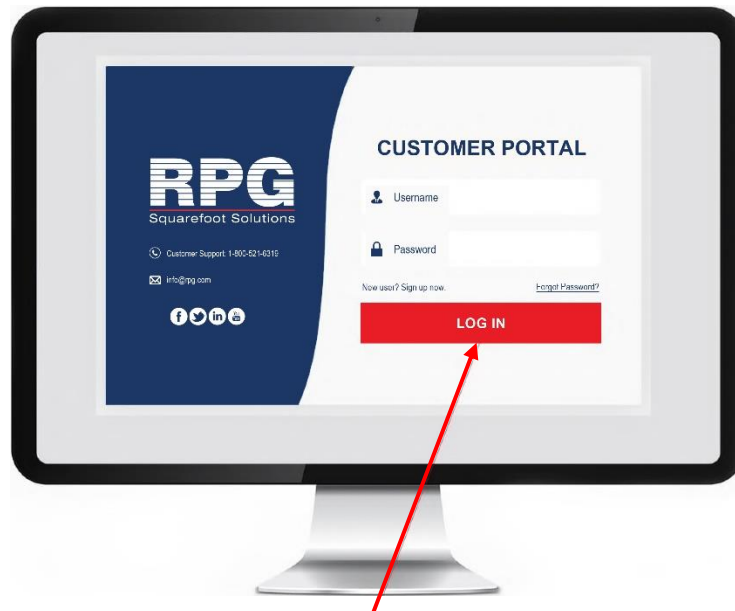 RPG
Squarefoot Solutions
Customer Support: 1-800-521-6319
info@rpg.com
CUSTOMER PORTAL
Username
Password
New user? Sign up now.
Forgot Password?
LOG IN